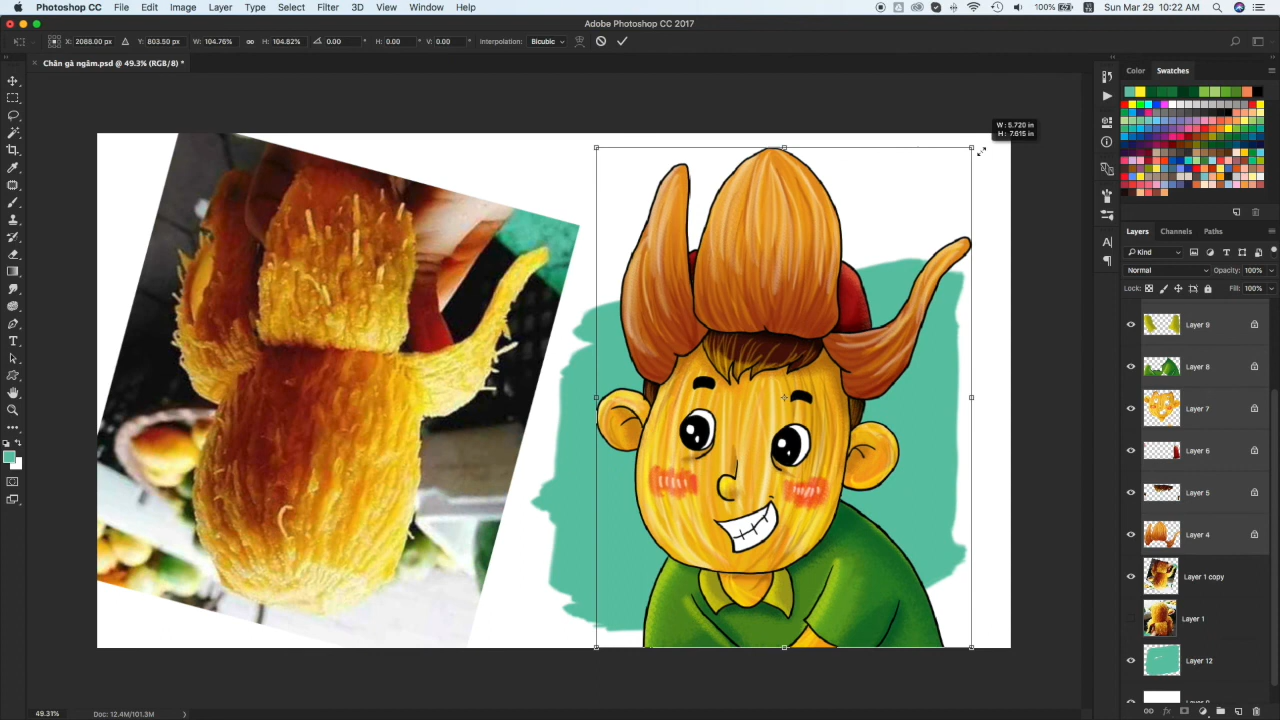 Photoshop CC File Edit Image Layer Type Select Filter 3D View Window Help 100% Sun Mar 29 10:22 AM
Adobe Photoshop CC 2017
X: 2088.00 px Y: 803.50 px W: 104.76% H: 104.82% 0.00 ° H: 0.00 ° V: 0.00 ° Interpolation: Bicubic
Chân gà ngâm.psd @ 49.3% (RGB/8) *
Color Swatches
W : 5.720 in
H : 7.615 in
Layers Channels Paths
Kind
Normal Opacity: 100%
Lock: Fill: 100%
Layer 9
Layer 8
Layer 7
Layer 6
Layer 5
Layer 4
Layer 1 copy
Layer 1
Layer 12
49.31% Doc: 12.4M/101.3M